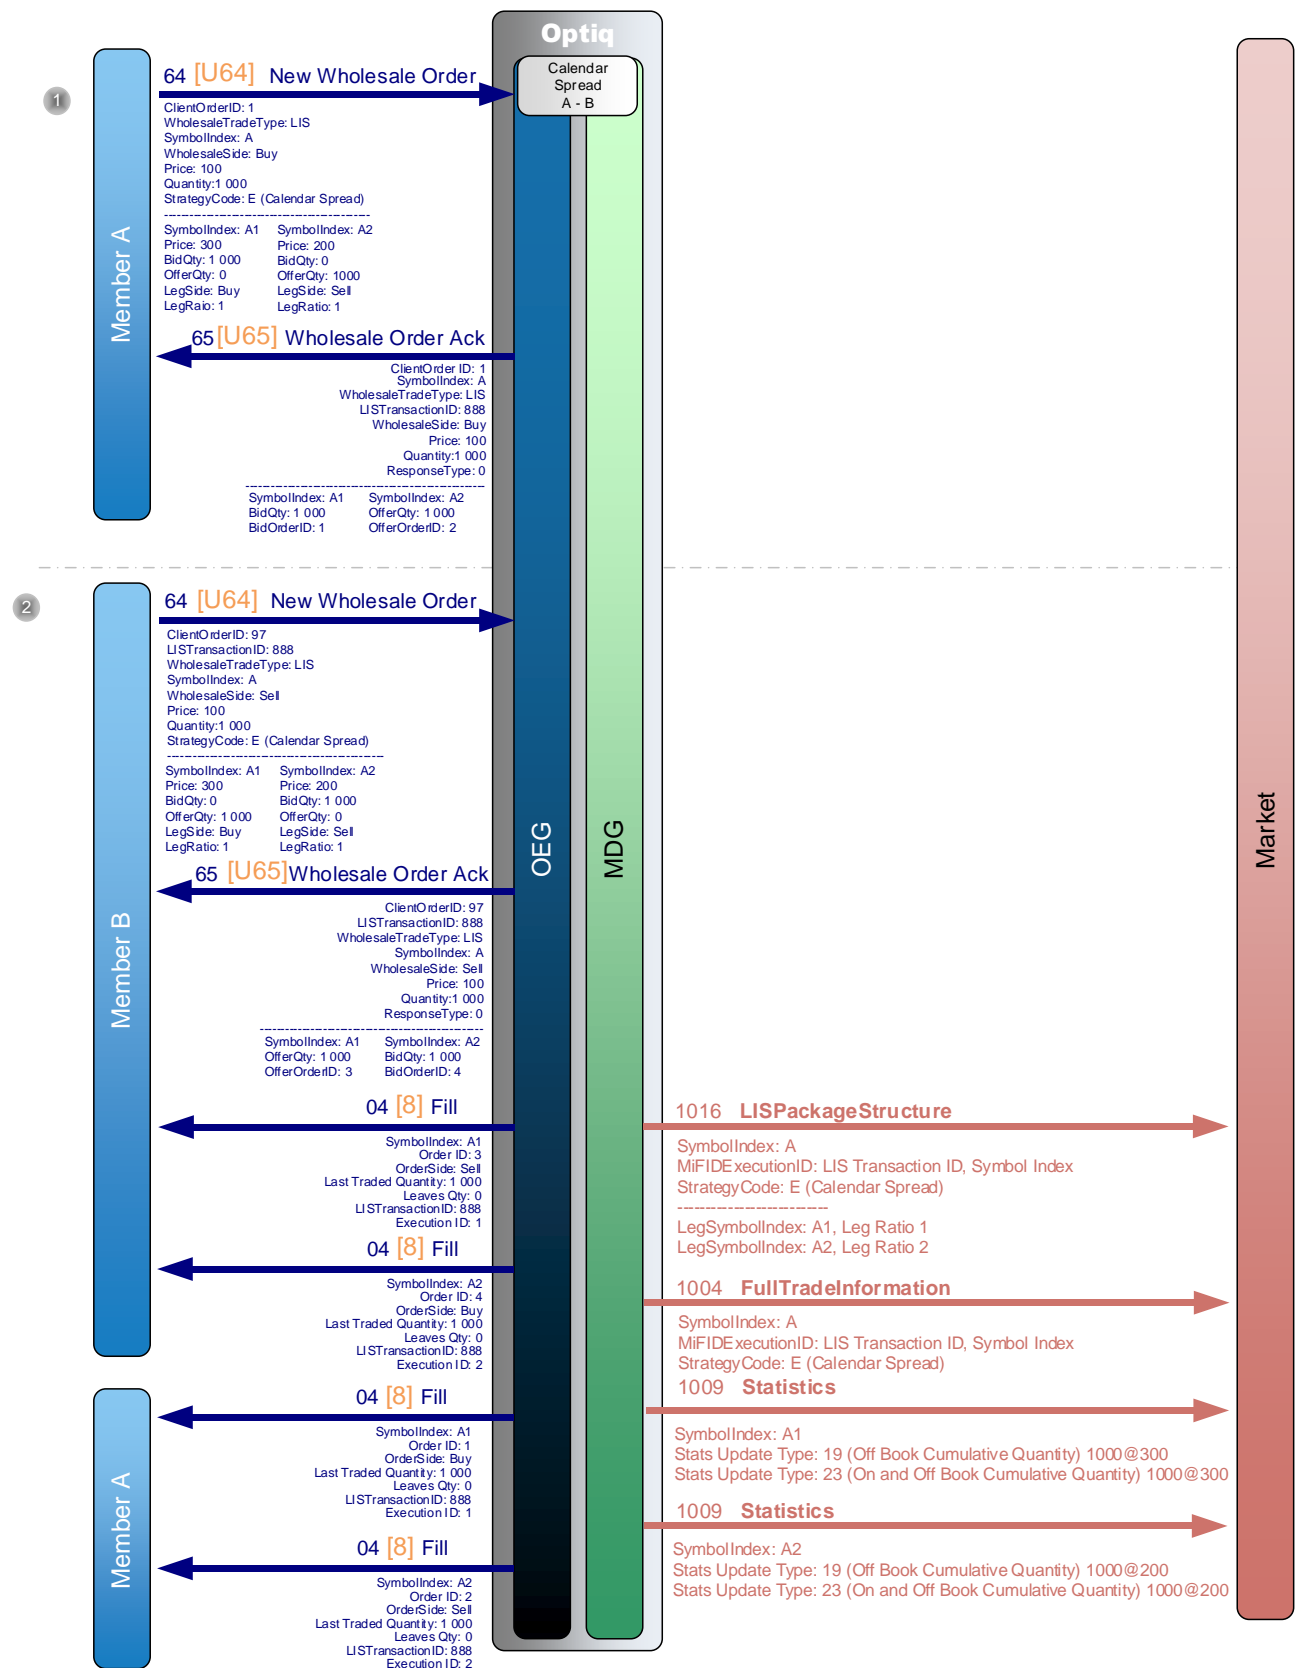 Optiq
Calendar
Spread
A - B
1
Member A
64 [U64] New Wholesale Order
ClientOrderID: 1
WholesaleTradeType: LIS
SymbolIndex: A
WholesaleSide: Buy
Price: 100
Quantity:1 000
StrategyCode: E (Calendar Spread)
------------------------------------------------
SymbolIndex: A1 SymbolIndex: A2
Price: 300 Price: 200
BidQty: 1 000 BidQty: 0
OfferQty: 0 OfferQty: 1000
LegSide: Buy LegSide: Sell
LegRaio: 1 LegRatio: 1
65 [U65] Wholesale Order Ack
ClientOrder ID: 1
SymbolIndex: A
WholesaleTradeType: LIS
LISTransactionID: 888
WholesaleSide: Buy
Price: 100
Quantity:1 000
ResponseType: 0
------------------------------------------------
SymbolIndex: A1 SymbolIndex: A2
BidQty: 1 000 OfferQty: 1 000
BidOrderID: 1 OfferOrderID: 2
2
Member B
64 [U64] New Wholesale Order
ClientOrderID: 97
LISTransactionID: 888
WholesaleTradeType: LIS
SymbolIndex: A
WholesaleSide: Sell
Price: 100
Quantity:1 000
StrategyCode: E (Calendar Spread)
------------------------------------------------
SymbolIndex: A1 SymbolIndex: A2
Price: 300 Price: 200
BidQty: 0 BidQty: 1 000
OfferQty: 1 000 OfferQty: 0
LegSide: Buy LegSide: Sell
LegRatio: 1 LegRatio: 1
OEG
MDG
Market
65 [U65] Wholesale Order Ack
ClientOrderID: 97
LISTransactionID: 888
WholesaleTradeType: LIS
SymbolIndex: A
WholesaleSide: Sell
Price: 100
Quantity:1 000
ResponseType: 0
------------------------------------------------
SymbolIndex: A1 SymbolIndex: A2
OfferQty: 1 000 BidQty: 1 000
OfferOrderID: 3 BidOrderID: 4
04 [8] Fill
SymbolIndex: A1
Order ID: 3
OrderSide: Sell
Last Traded Quantity: 1 000
Leaves Qty: 0
LISTransactionID: 888
Execution ID: 1
04 [8] Fill
SymbolIndex: A2
Order ID: 4
OrderSide: Buy
Last Traded Quantity: 1 000
Leaves Qty: 0
LISTransactionID: 888
Execution ID: 2
1016 LISPackageStructure
SymbolIndex: A
MiFIDExecutionID: LIS Transaction ID, Symbol Index
StrategyCode: E (Calendar Spread)
---------------------------
LegSymbolIndex: A1, Leg Ratio 1
LegSymbolIndex: A2, Leg Ratio 2
1004 FullTradeInformation
SymbolIndex: A
MiFIDExecutionID: LIS Transaction ID, Symbol Index
StrategyCode: E (Calendar Spread)
1009 Statistics
SymbolIndex: A1
Stats Update Type: 19 (Off Book Cumulative Quantity) 1000@300
Stats Update Type: 23 (On and Off Book Cumulative Quantity) 1000@300
1009 Statistics
SymbolIndex: A2
Stats Update Type: 19 (Off Book Cumulative Quantity) 1000@200
Stats Update Type: 23 (On and Off Book Cumulative Quantity) 1000@200
Member A
04 [8] Fill
SymbolIndex: A1
Order ID: 1
OrderSide: Buy
Last Traded Quantity: 1 000
Leaves Qty: 0
LISTransactionID: 888
Execution ID: 1
04 [8] Fill
SymbolIndex: A2
Order ID: 2
OrderSide: Sell
Last Traded Quantity: 1 000
Leaves Qty: 0
LISTransactionID: 888
Execution ID: 2